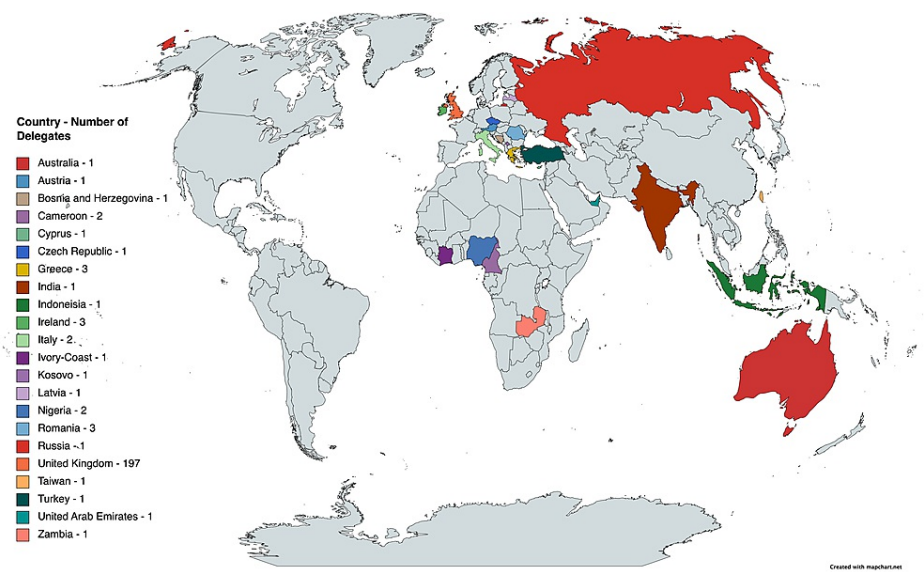 Country - Number of
Delegates
Australia - 1
Austria - 1
Bosnie and Herzegovina - 1
Cameroon - 2
Cyprus - 1
Czech Republic - 1
Greece - 3
India - 1
Indoneisia - 1
Ireland - 3
Italy - 2
Ivory-Coast - 1
Kosovo - 1
Latvia - 1
Nigeria - 2
Romania - 3
Russia - 1
United Kingdom - 197
Taiwan - 1
Turkey - 1
United Arab Emirates - 1
Zambia - 1
Created with mapchart.net